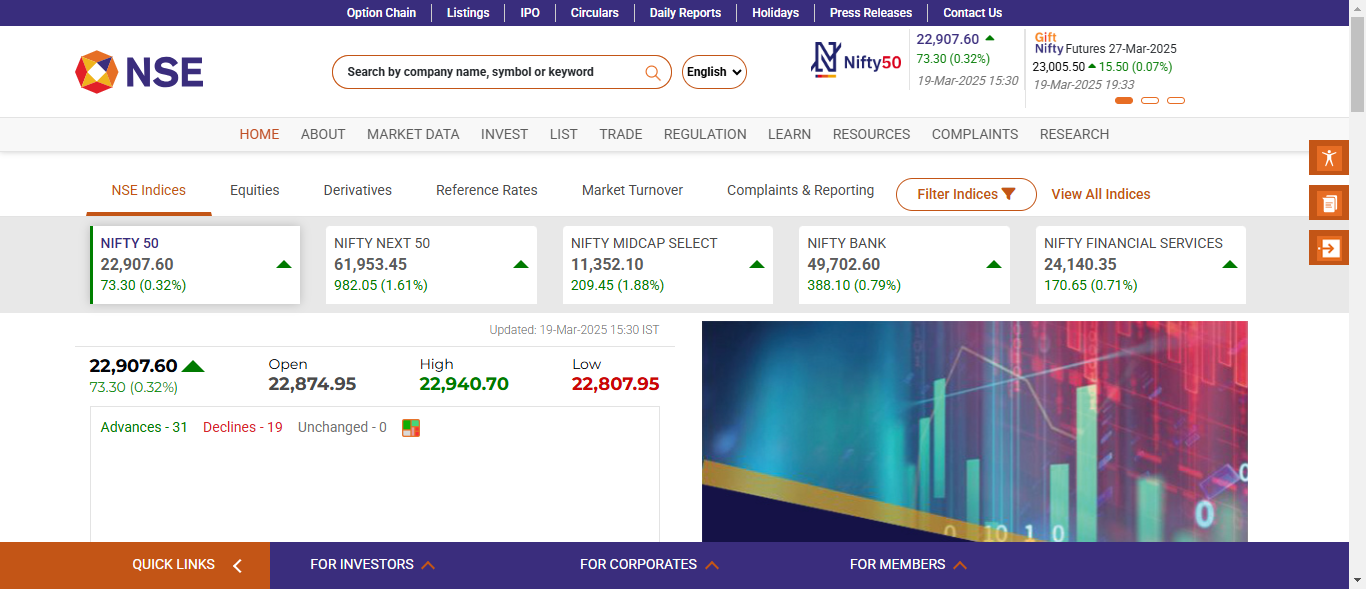 Option Chain
Listings
IPO
Circulars
Daily Reports
Holidays
Press Releases
Contact Us
NSE
Search by company name, symbol or keyword
English
Nifty50
22,907.60
73.30 (0.32%)
19-Mar-2025 15:30
Gift
Nifty Futures 27-Mar-2025
23,005.50 15.50 (0.07%)
19-Mar-2025 19:33
HOME
ABOUT
MARKET DATA
INVEST
LIST
TRADE
REGULATION
LEARN
RESOURCES
COMPLAINTS
RESEARCH
NSE Indices
Equities
Derivatives
Reference Rates
Market Turnover
Complaints & Reporting
Filter Indices
View All Indices
NIFTY 50
22,907.60
73.30 (0.32%)
NIFTY NEXT 50
61,953.45
982.05 (1.61%)
NIFTY MIDCAP SELECT
11,352.10
209.45 (1.88%)
NIFTY BANK
49,702.60
388.10 (0.79%)
NIFTY FINANCIAL SERVICES
24,140.35
170.65 (0.71%)
Updated: 19-Mar-2025 15:30 IST
22,907.60
73.30 (0.32%)
Open
22,874.95
High
22,940.70
Low
22,807.95
Advances - 31
Declines - 19
Unchanged - 0
0
0
0 10 1 0
QUICK LINKS
FOR INVESTORS
FOR CORPORATES
FOR MEMBERS